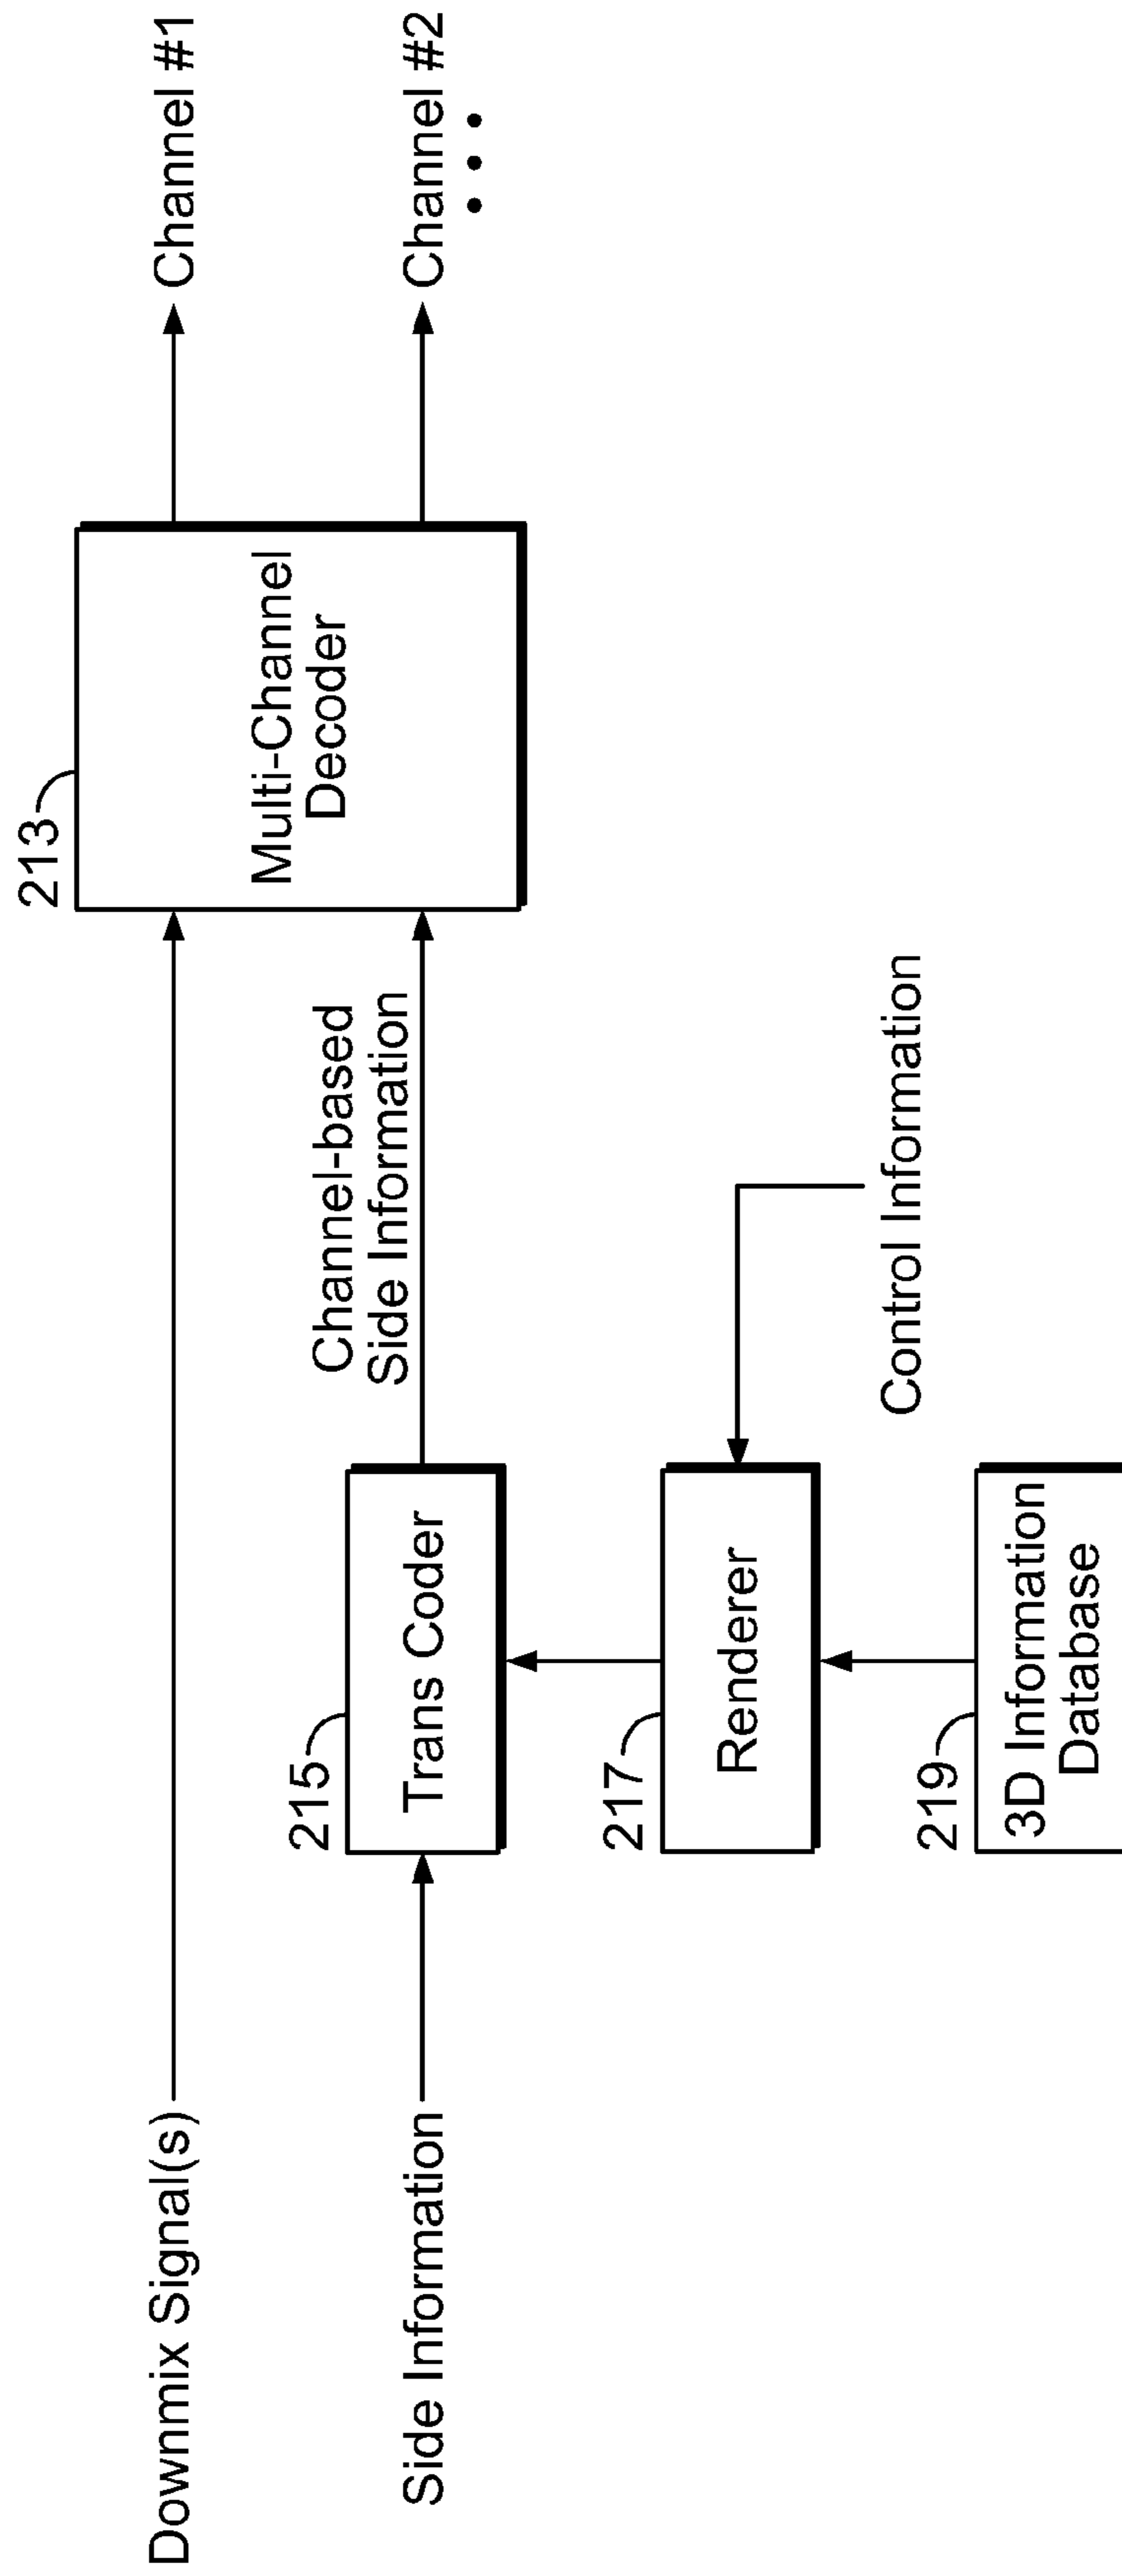 Downmix Signal(s)
213
Multi-Channel
Decoder
Channel #1
Side Information
215
Trans Coder
Channel-based
Side Information
Channel #2
• • •
217
Renderer
Control Information
219
3D Information
Database